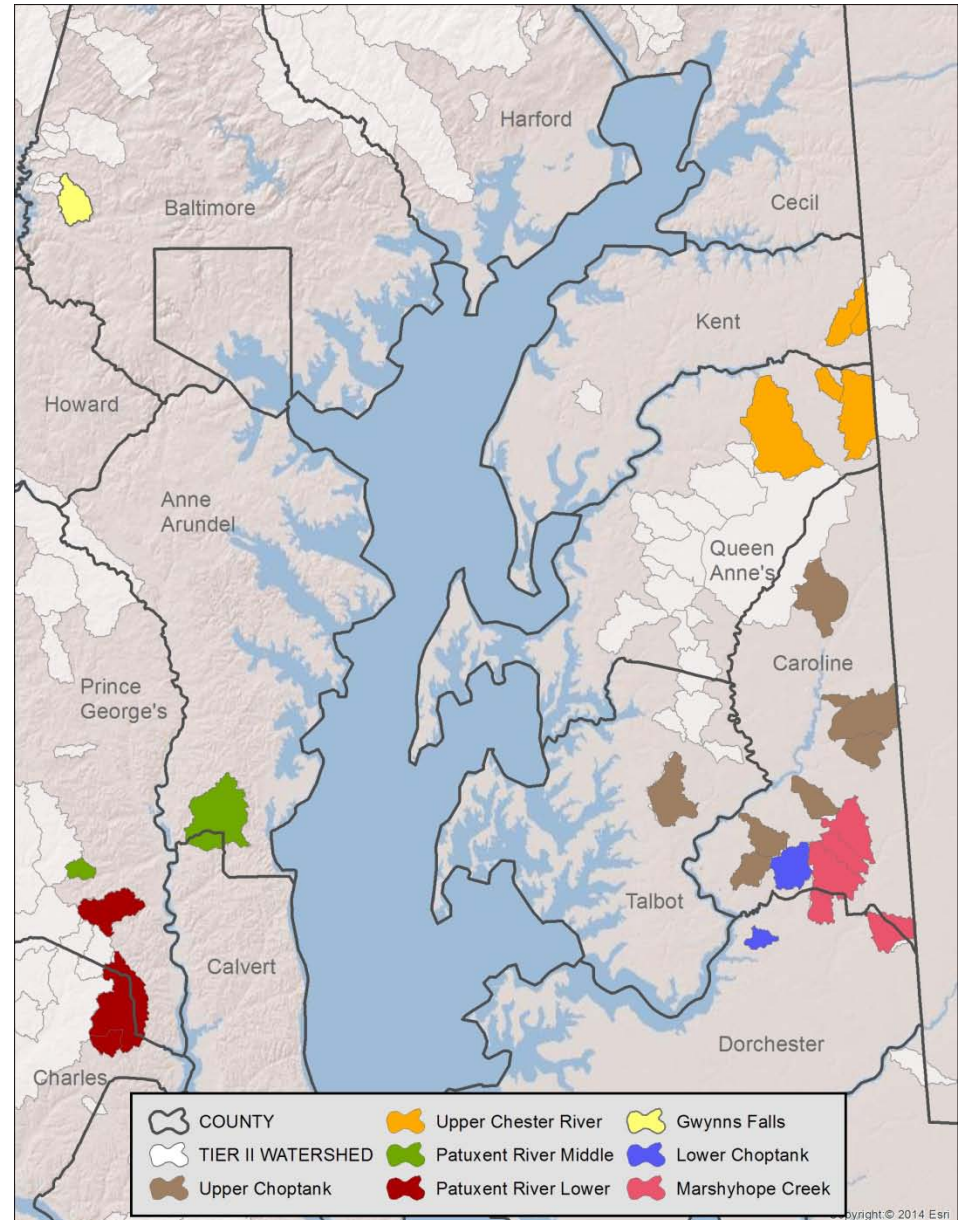 Harford
Cecil
Baltimore
Kent
Howard
Anne
Arundel
Queen
Anne's
Caroline
Prince
George's
Talbot
Calvert
Dorchester
Charles
COUNTY
TIER II WATERSHED
Upper Choptank
Upper Chester River
Patuxent River Middle
Patuxent River Lower
Gwynns Falls
Lower Choptank
Marshyhope Creek
Copyright:© 2014 Esri